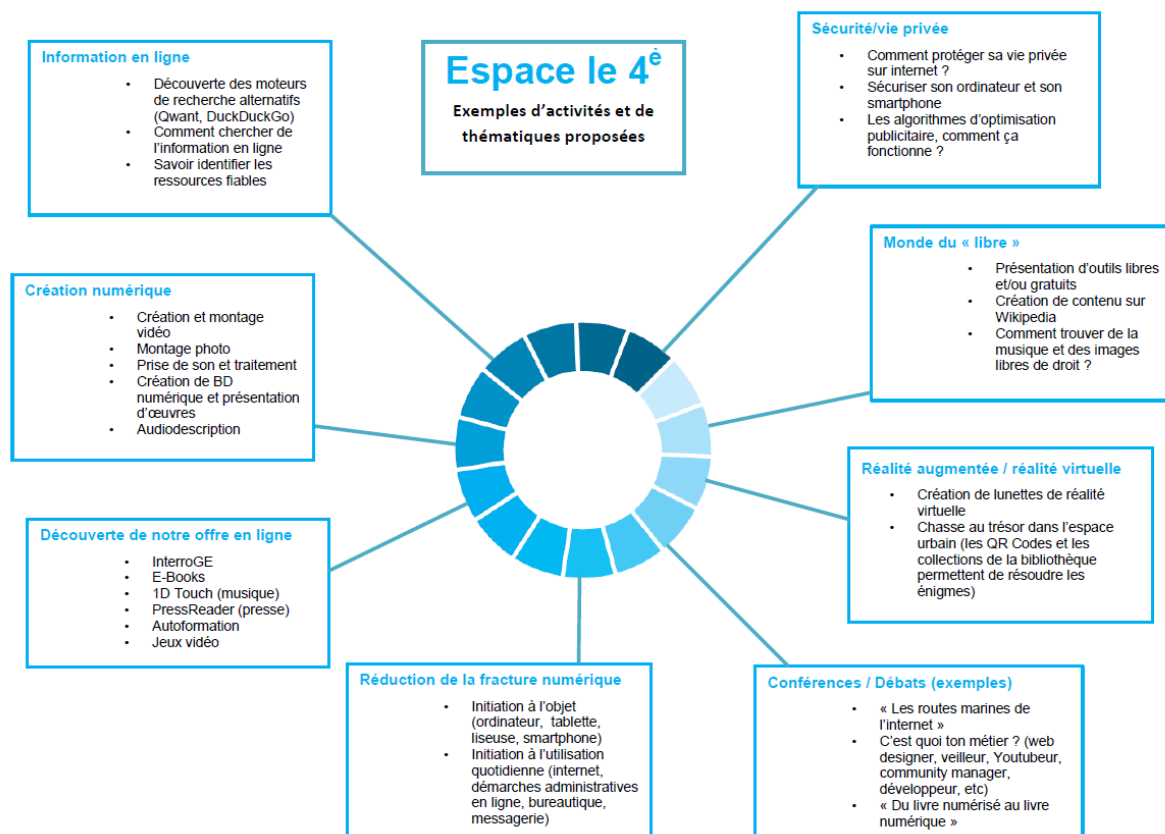 Espace le 4è
Exemples d'activités et de
thématiques proposées
Information en ligne
• Découverte des moteurs
de recherche alternatifs
(Qwant, DuckDuckGo)
• Comment chercher de
l'information en ligne
• Savoir identifier les
ressources fiables
Sécurité/vie privée
• Comment protéger sa vie privée
sur internet ?
• Sécuriser son ordinateur et son
smartphone
• Les algorithmes d'optimisation
publicitaire, comment ça
fonctionne ?
Création numérique
• Création et montage
vidéo
• Montage photo
• Prise de son et traitement
• Création de BD
numérique et présentation
d'œuvres
• Audiodescription
Monde du « libre »
• Présentation d'outils libres
et/ou gratuits
• Création de contenu sur
Wikipedia
• Comment trouver de la
musique et des images
libres de droit ?
Découverte de notre offre en ligne
• InterroGE
• E-Books
• 1D Touch (musique)
• PressReader (presse)
• Autoformation
• Jeux vidéo
Réalité augmentée / réalité virtuelle
• Création de lunettes de réalité
virtuelle
• Chasse au trésor dans l'espace
urbain (les QR Codes et les
collections de la bibliothèque
permettent de résoudre les
énigmes)
Réduction de la fracture numérique
• Initiation à l'objet
(ordinateur, tablette,
liseuse, smartphone)
• Initiation à l'utilisation
quotidienne (internet,
démarches administratives
en ligne, bureautique,
messagerie)
Conférences / Débats (exemples)
• « Les routes marines de
l'internet »
• C'est quoi ton métier ? (web
designer, veilleur, Youtubeur,
community manager,
développeur, etc)
• « Du livre numérisé au livre
numérique »